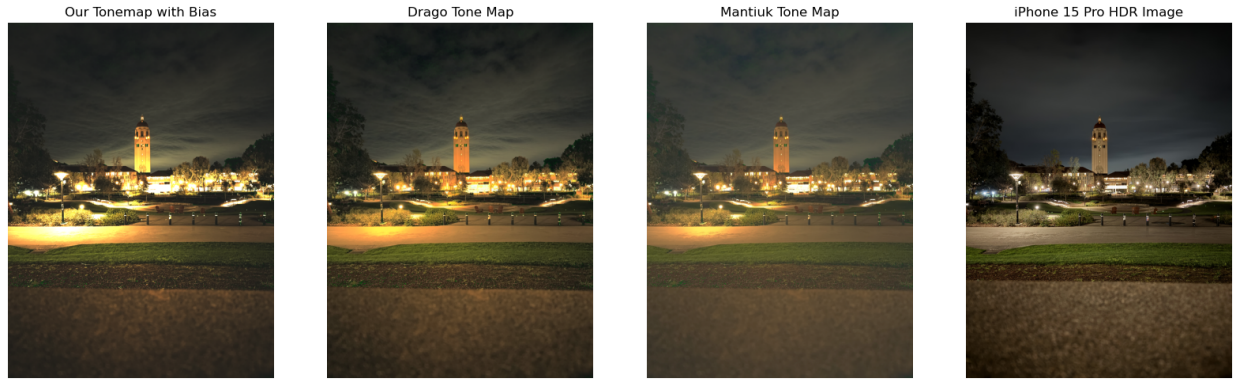 Our Tonemap with Bias
Drago Tone Map
Mantiuk Tone Map
iPhone 15 Pro HDR Image